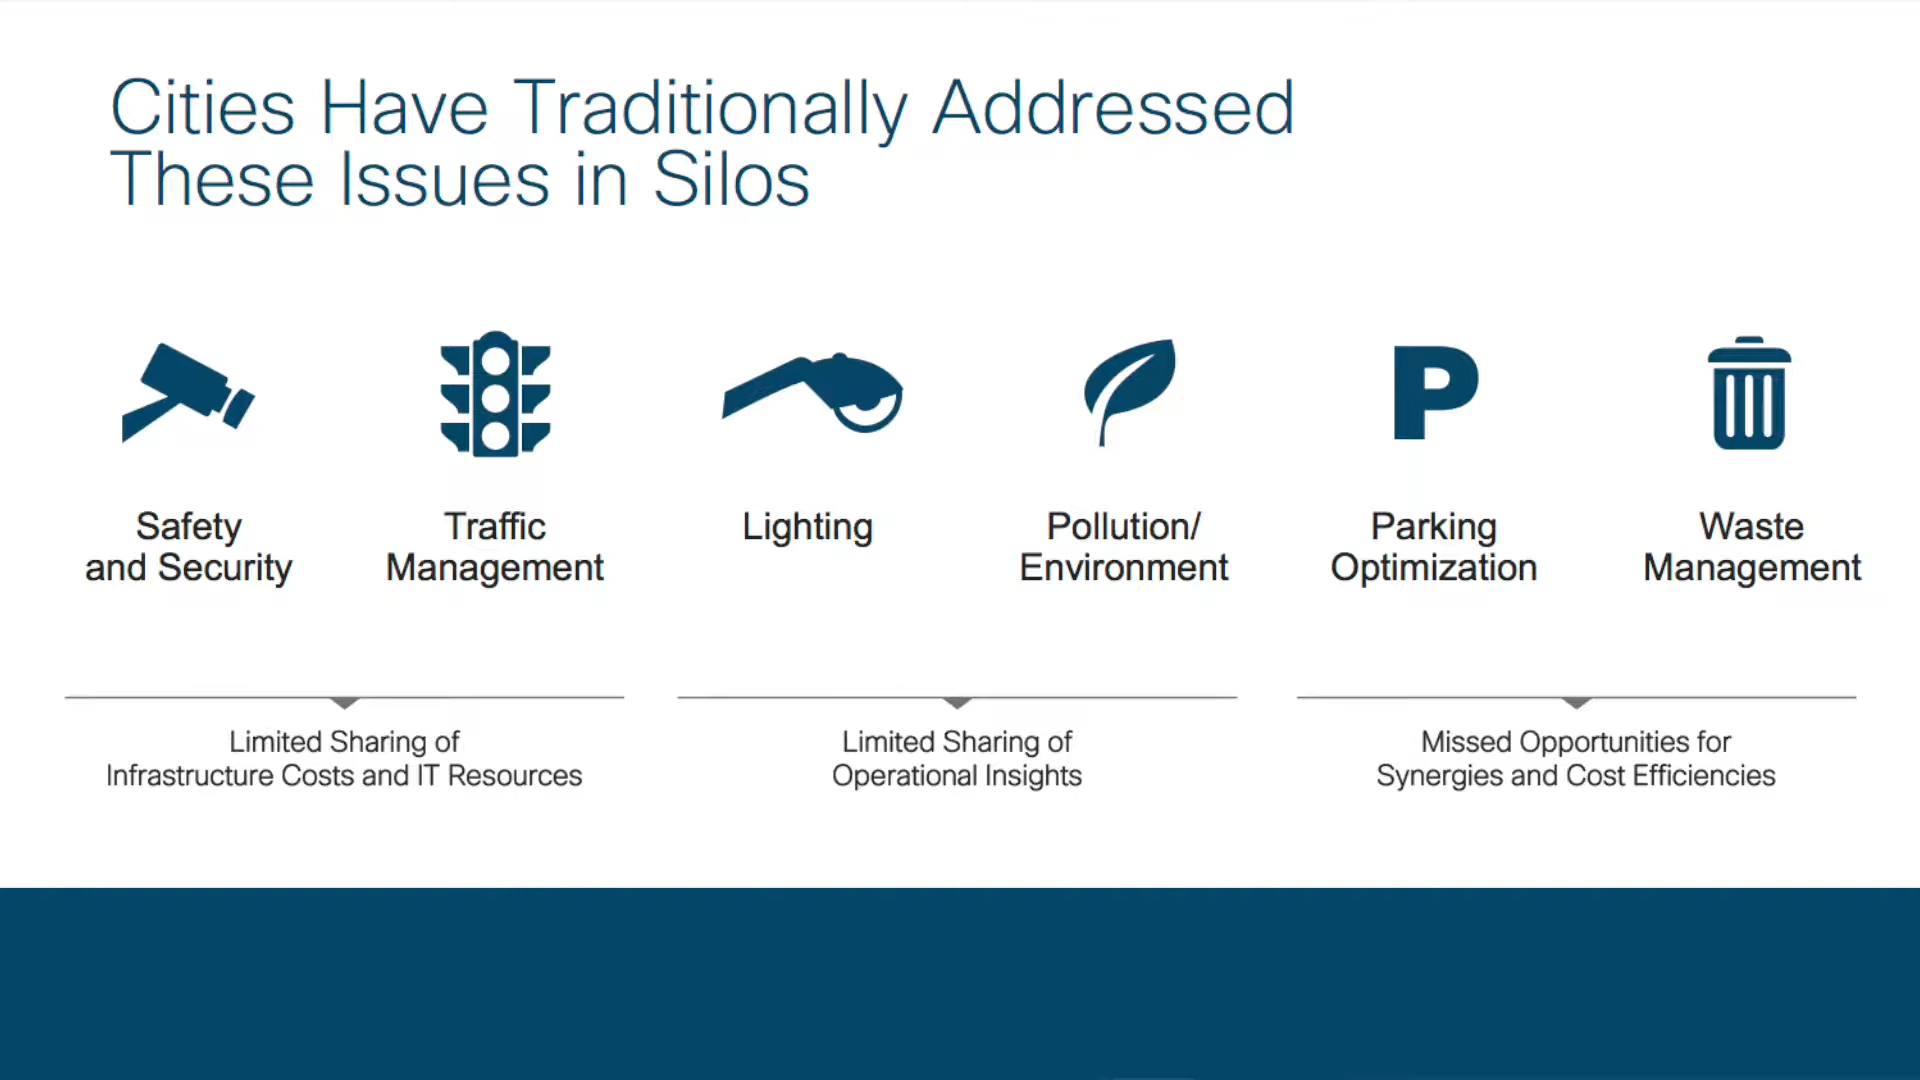 Cities Have Traditionally Addressed
These Issues in Silos
Safety
and Security
Traffic
Management
Lighting
Pollution/
Environment
P
Parking
Optimization
Waste
Management
Limited Sharing of
Infrastructure Costs and IT Resources
Limited Sharing of
Operational Insights
Missed Opportunities for
Synergies and Cost Efficiencies